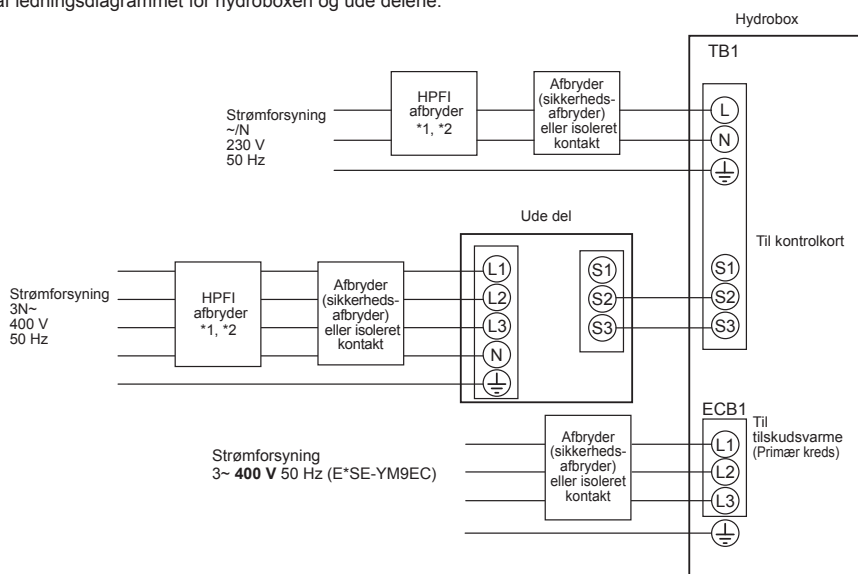 ar ledningsdiagrammet for hydroboxen og ude delene.
Hydrobox
TB1
Strømforsyning
~/N
230 V
50 Hz
HPFI
afbryder
*1, *2
Afbryder
(sikkerheds-
afbryder)
eller isoleret
kontakt
L
N
Ude del
Til kontrolkort
Strømforsyning
3N~
400 V
50 Hz
HPFI
afbryder
*1, *2
Afbryder
(sikkerheds-
afbryder)
eller isoleret
kontakt
L1
L2
L3
N
S1
S2
S3
S1
S2
S3
ECB1
Til
tilskudsvarme
(Primær kreds)
Strømforsyning
3~ 400 V 50 Hz (E*SE-YM9EC)
Afbryder
(sikkerheds-
afbryder)
eller isoleret
kontakt
L1
L2
L3